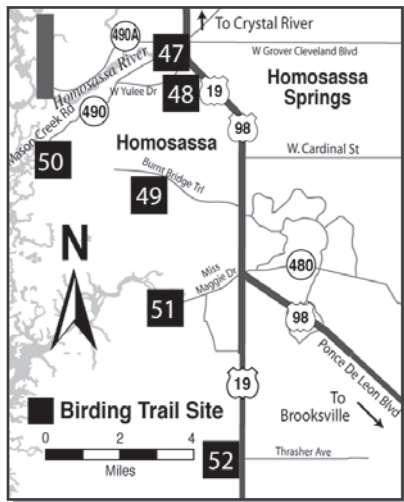 490A
To Crystal River
47
W Grover Cleveland Blvd
Homosassa River
W Yulee Dr
48
19
Homosassa
Springs
Mason Creek Rd
490
98
50
Homosassa
W. Cardinal St
Burnt Bridge Trl
49
N
Miss
Maggie Dr
480
51
98
Ponce De Leon Blvd
19
To
Brooksville
Birding Trail Site
0 2 4
Miles
52
Thrasher Ave